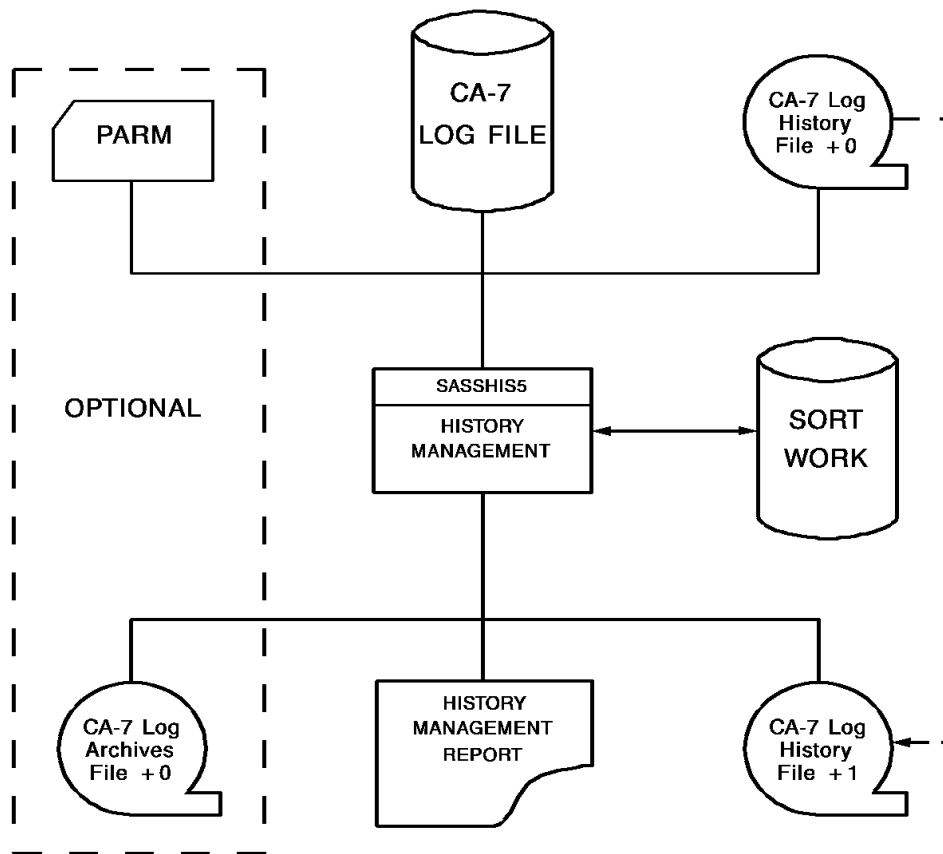 PARM
CA-7
LOG FILE
CA-7 Log
History
File +0
OPTIONAL
SASSHIS5
HISTORY
MANAGEMENT
SORT
WORK
CA-7 Log
Archives
File +0
HISTORY
MANAGEMENT
REPORT
CA-7 Log
History
File +1